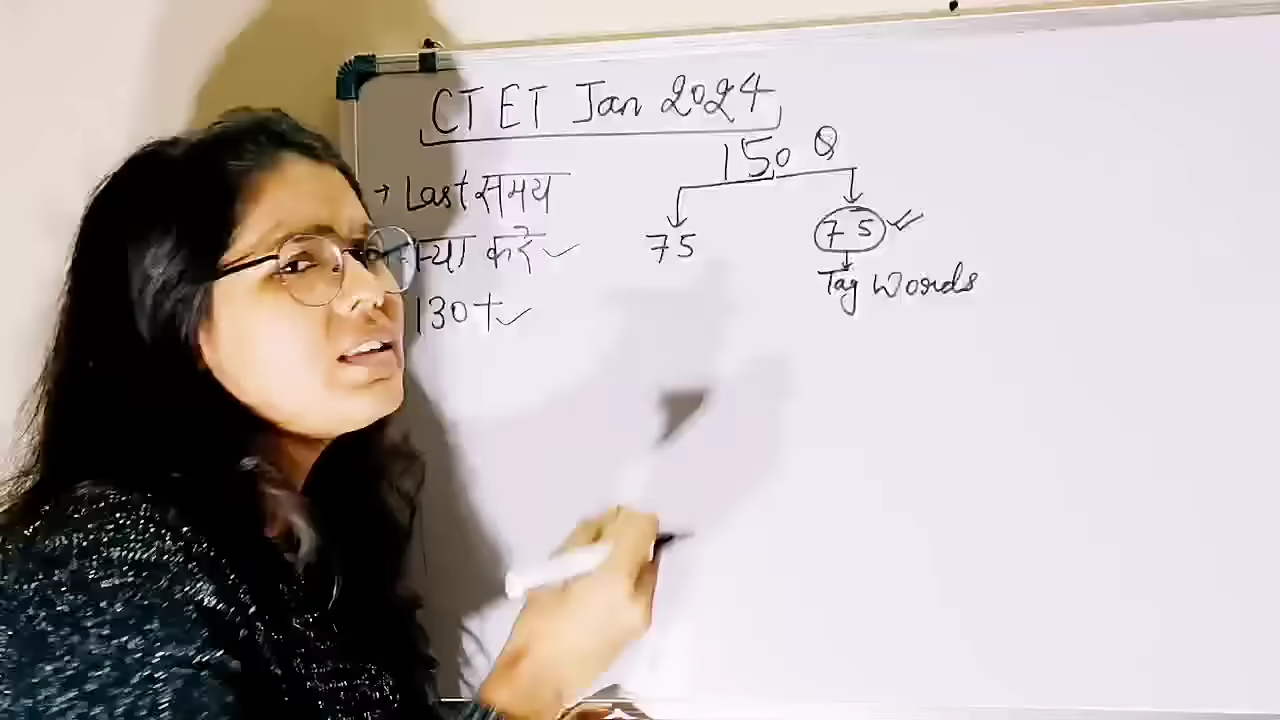 CTET Jan 2024
→ Last समय
क्या करें ✓
130+ ✓
150 Q
75
75 ✓
Tag Words